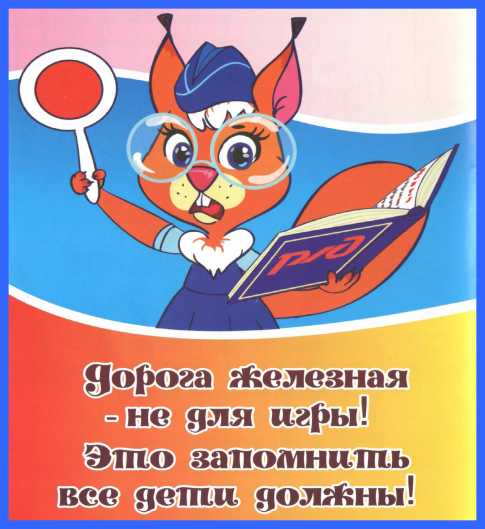 РЖД
Дорога железная
- не для игры!
Это запомнить
все дети должны!